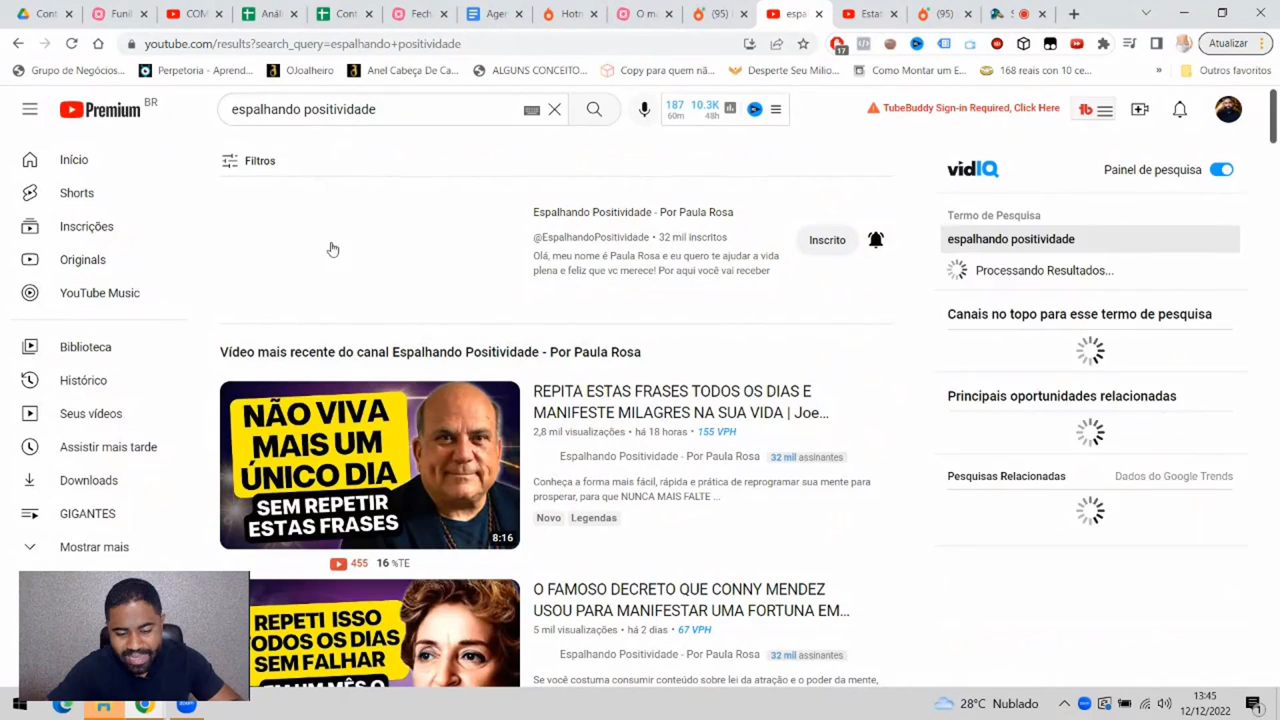 Cont
Funil
COM
Análi
Cont
Fech
Agen
Hotm
O ma
(95)
espal
Estat
(95)
youtube.com/results?search_query=espalhando+positividade
17
Atualizar
Grupo de Negócios...
Perpetoria - Aprend...
OJoalheiro
Anel Cabeça De Ca...
ALGUNS CONCEITO...
Copy para quem nã...
Desperte Seu Milio...
Como Montar um E...
168 reais con 10 ce...
»
Outros favoritos
Premium BR
espalhando positividade
187 10.3K
60m 48h
TubeBuddy Sign-in Required, Click Here
tb
Início
Shorts
Inscrições
Originals
YouTube Music
Biblioteca
Histórico
Seus vídeos
Assistir mais tarde
Downloads
GIGANTES
Mostrar mais
Filtros
Espalhando Positividade - Por Paula Rosa
@EspalhandoPositividade • 32 mil inscritos
Olá, meu nome é Paula Rosa e eu quero te ajudar a vida
plena e feliz que vc merece! Por aqui você vai receber
Inscrito
Vídeo mais recente do canal Espalhando Positividade - Por Paula Rosa
NÃO VIVA
MAIS UM
ÚNICO DIA
SEM REPETIR
ESTAS FRASES
8:16
REPITA ESTAS FRASES TODOS OS DIAS E
MANIFESTE MILAGRES NA SUA VIDA | Joe...
2,8 mil visualizações • há 18 horas • 155 VPH
Espalhando Positividade - Por Paula Rosa 32 mil assinantes
Conheça a forma mais fácil, rápida e prática de reprogramar sua mente para
prosperar, para que NUNCA MAIS FALTE ...
Novo Legendas
455 16 %TE
REPETI ISSO
TODOS OS DIAS
SEM FALHAR
EM UM MÊS O
O FAMOSO DECRETO QUE CONNY MENDEZ
USOU PARA MANIFESTAR UMA FORTUNA EM...
5 mil visualizações • há 2 dias • 67 VPH
Espalhando Positividade - Por Paula Rosa 32 mil assinantes
Se você costuma consumir conteúdo sobre lei da atração e o poder da mente,
vidIQ
Painel de pesquisa
Termo de Pesquisa
espalhando positividade
Processando Resultados...
Canais no topo para esse termo de pesquisa
Principais oportunidades relacionadas
Pesquisas Relacionadas Dados do Google Trends
zoom
28°C Nublado
13:45
12/12/2022
1